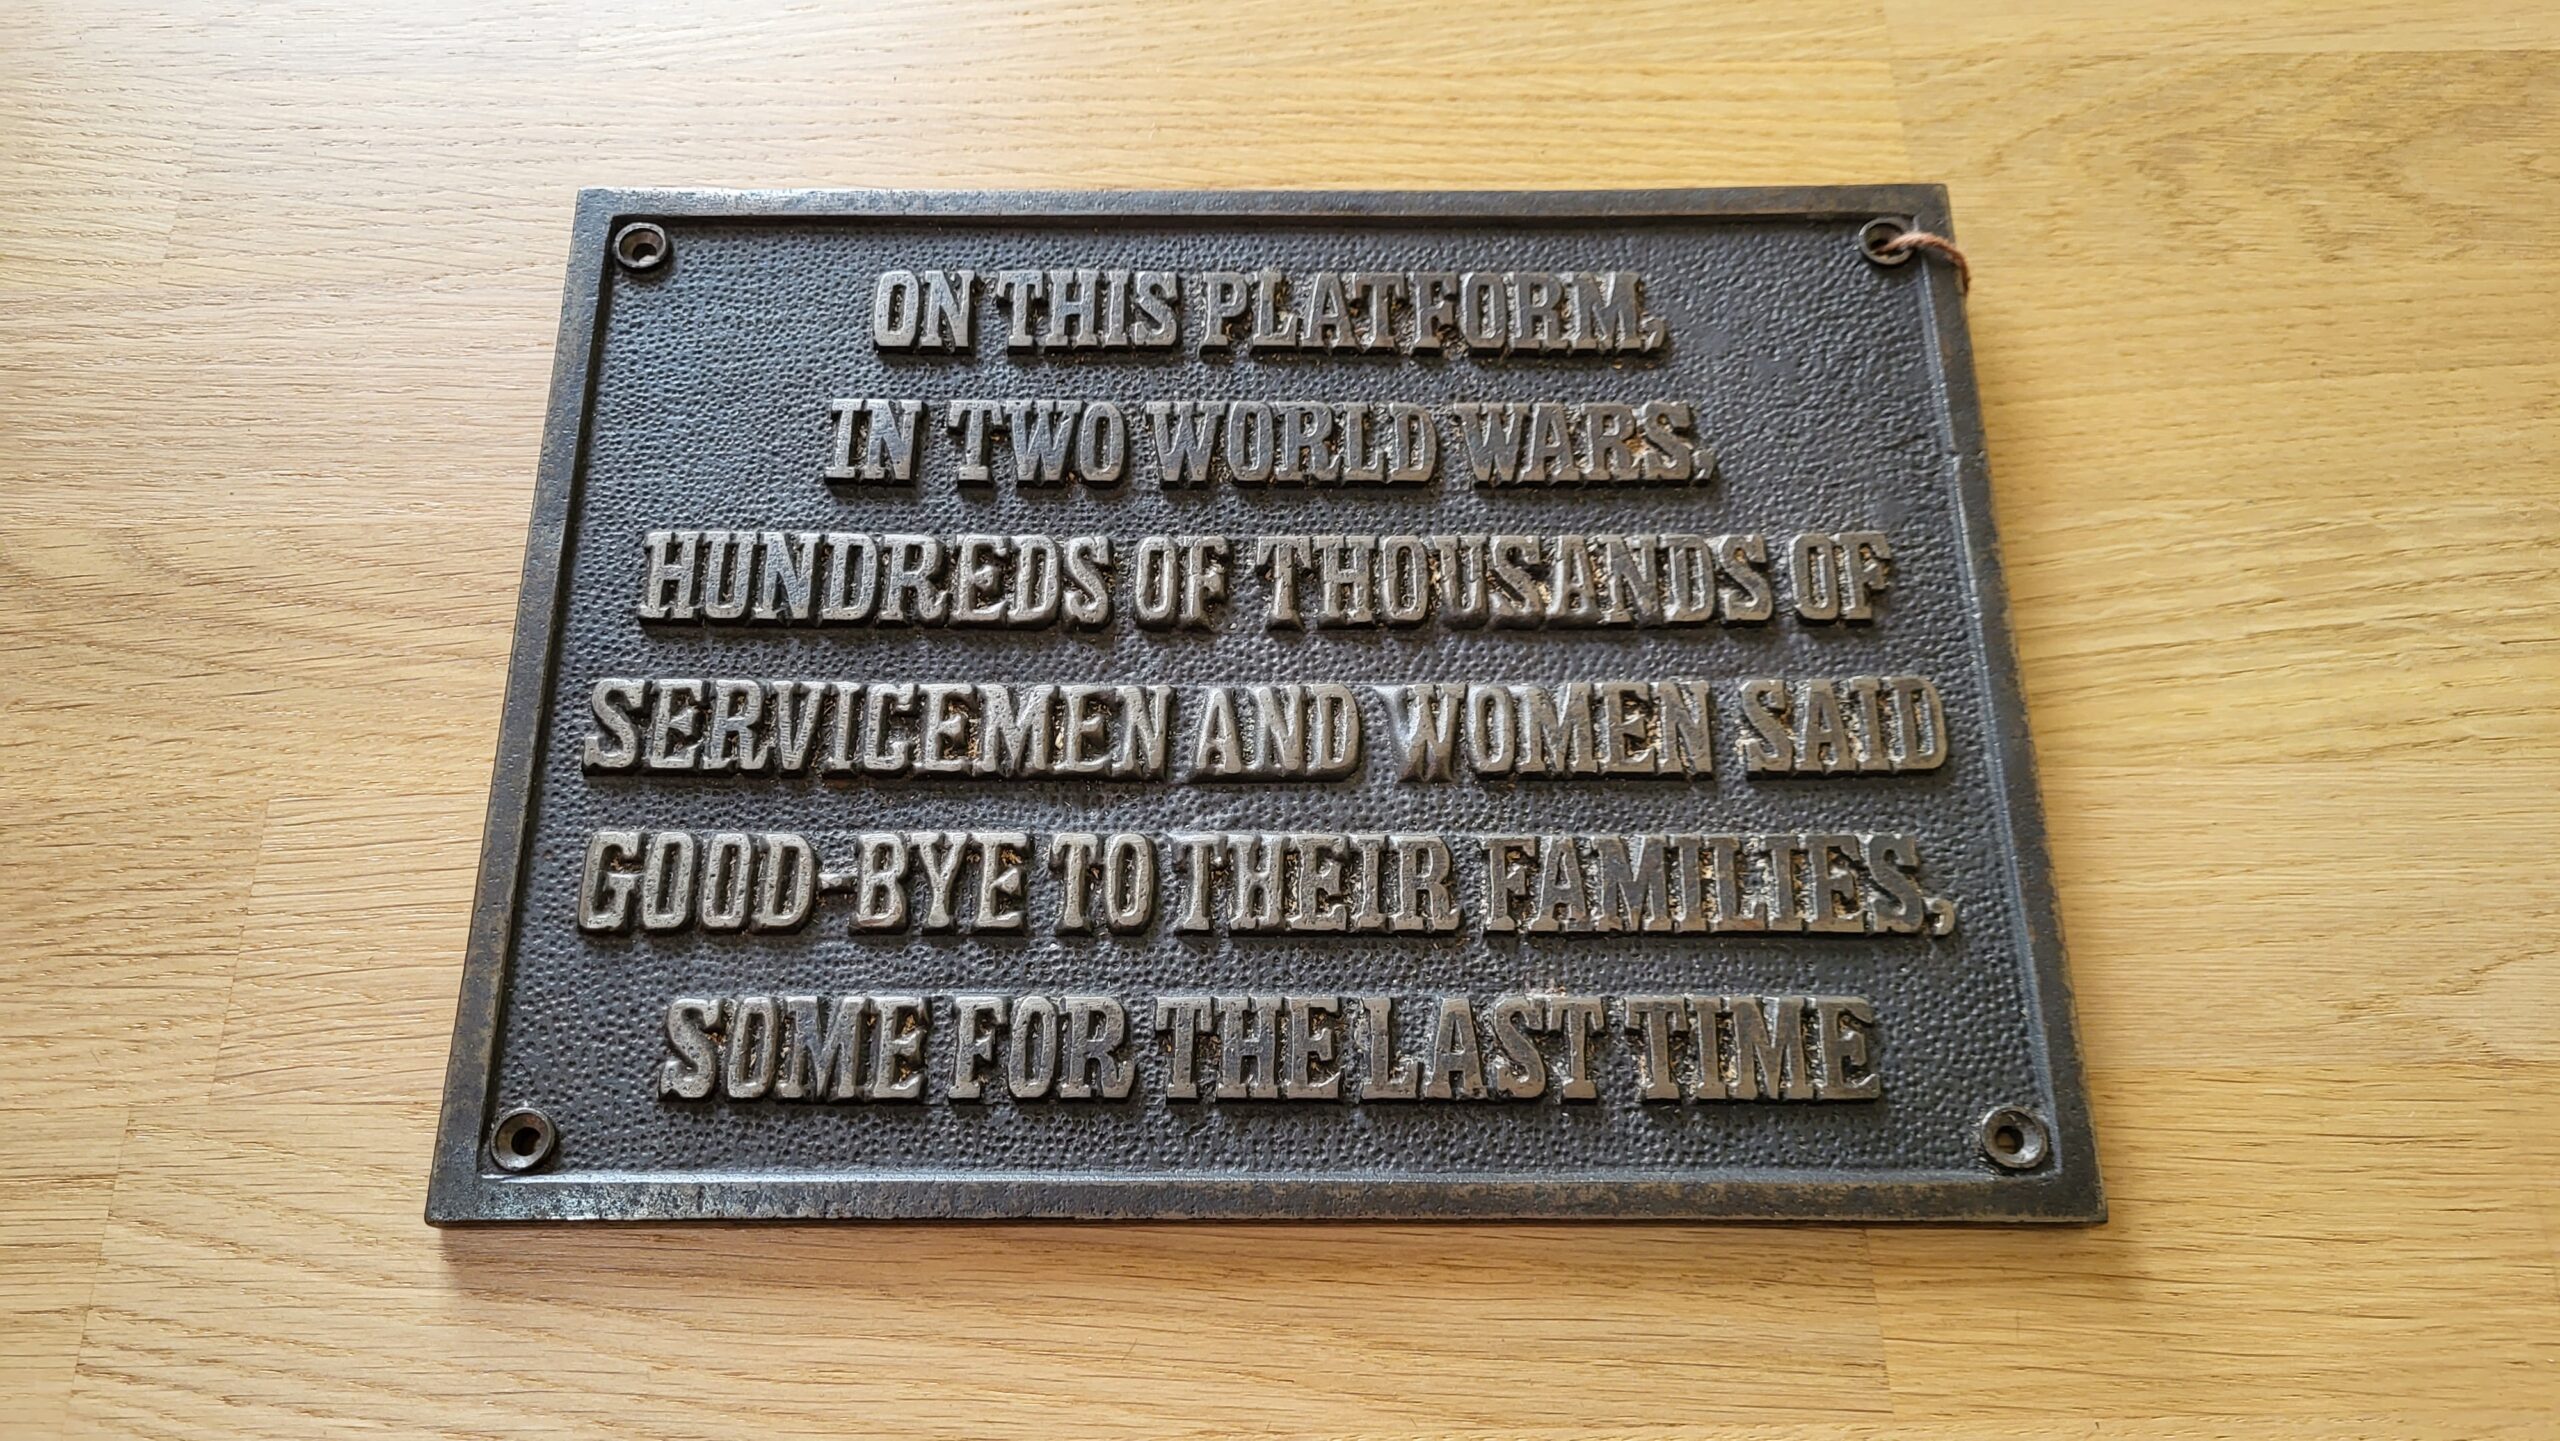 ON THIS PLATFORM,
IN TWO WORLD WARS,
HUNDREDS OF THOUSANDS OF
SERVICEMEN AND WOMEN SAID
GOOD-BYE TO THEIR FAMILIES,
SOME FOR THE LAST TIME